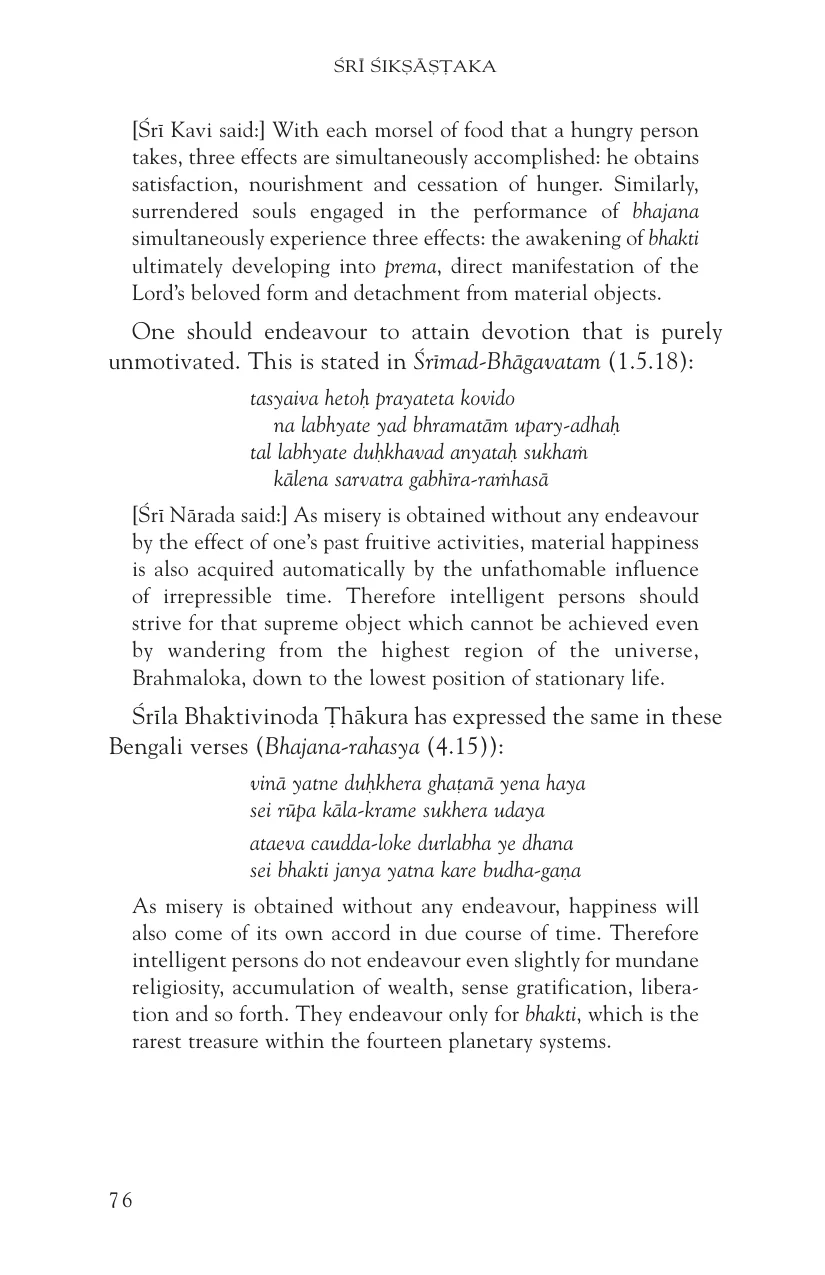 ŚRĪ ŚIKṢĀṢṬAKA
[Śrī Kavi said:] With each morsel of food that a hungry person
takes, three effects are simultaneously accomplished: he obtains
satisfaction, nourishment and cessation of hunger. Similarly,
surrendered souls engaged in the performance of bhajana
simultaneously experience three effects: the awakening of bhakti
ultimately developing into prema, direct manifestation of the
Lord’s beloved form and detachment from material objects.
One should endeavour to attain devotion that is purely
unmotivated. This is stated in Śrīmad-Bhāgavatam (1.5.18):
tasyaiva hetoḥ prayateta kovido
na labhyate yad bhramatām upary-adhaḥ
tal labhyate duḥkhavad anyataḥ sukhaṁ
kālena sarvatra gabhīra-raṁhasā
[Śrī Nārada said:] As misery is obtained without any endeavour
by the effect of one’s past fruitive activities, material happiness
is also acquired automatically by the unfathomable influence
of irrepressible time. Therefore intelligent persons should
strive for that supreme object which cannot be achieved even
by wandering from the highest region of the universe,
Brahmaloka, down to the lowest position of stationary life.
Śrīla Bhaktivinoda Ṭhākura has expressed the same in these
Bengali verses (Bhajana-rahasya (4.15)):
vinā yatne duḥkhera ghaṭanā yena haya
sei rūpa kāla-krame sukhera udaya
ataeva caudda-loke durlabha ye dhana
sei bhakti janya yatna kare budha-gaṇa
As misery is obtained without any endeavour, happiness will
also come of its own accord in due course of time. Therefore
intelligent persons do not endeavour even slightly for mundane
religiosity, accumulation of wealth, sense gratification, libera-
tion and so forth. They endeavour only for bhakti, which is the
rarest treasure within the fourteen planetary systems.
76